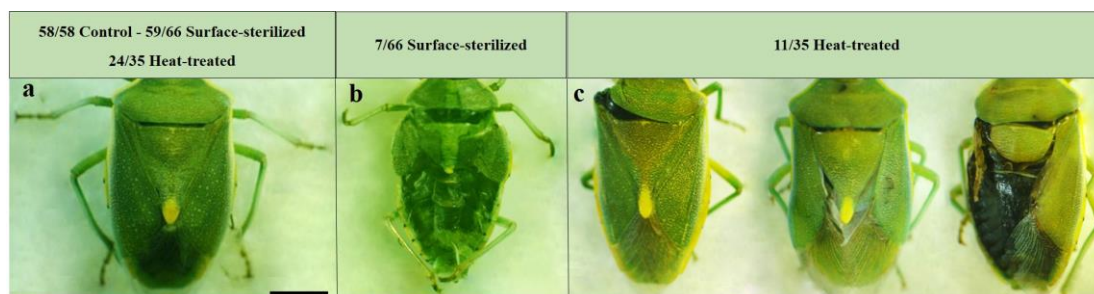 58/58 Control - 59/66 Surface-sterilized
24/35 Heat-treated
7/66 Surface-sterilized
11/35 Heat-treated
a
b
c